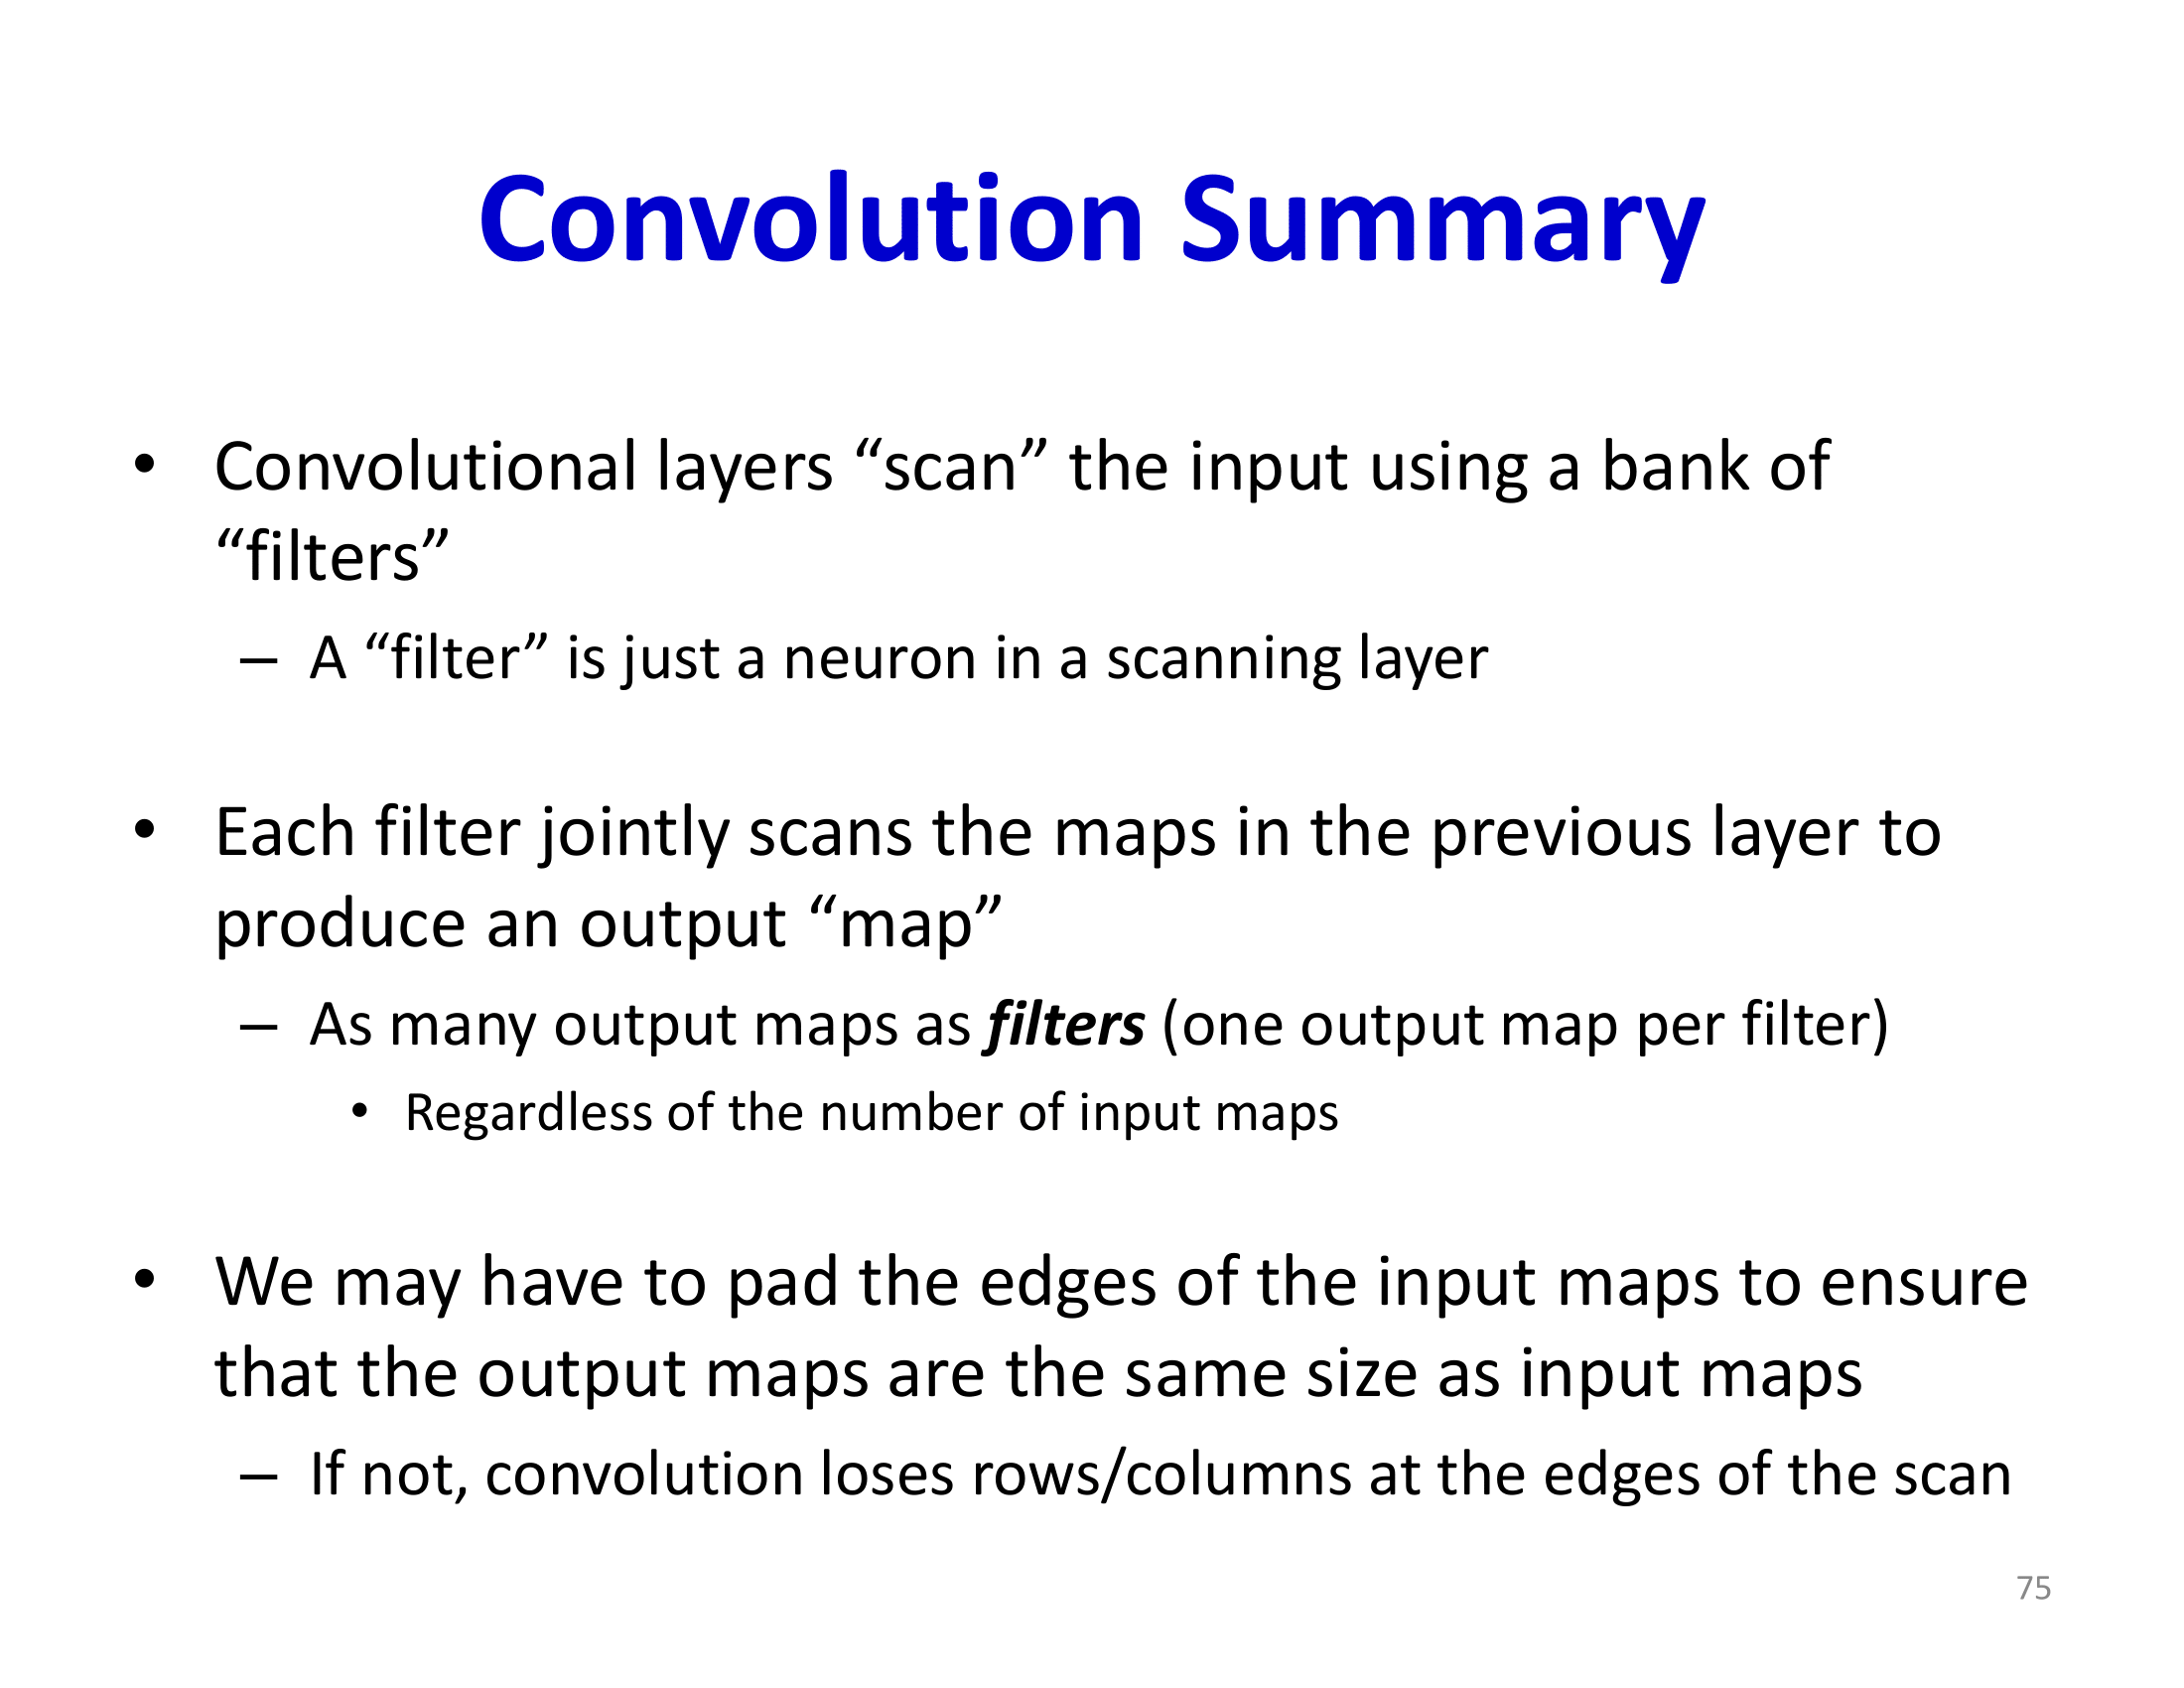 Convolution Summary
• Convolutional layers “scan” the input using a bank of
“filters”
– A “filter” is just a neuron in a scanning layer
• Each filter jointly scans the maps in the previous layer to
produce an output “map”
– As many output maps as filters (one output map per filter)
• Regardless of the number of input maps
• We may have to pad the edges of the input maps to ensure
that the output maps are the same size as input maps
– If not, convolution loses rows/columns at the edges of the scan
75